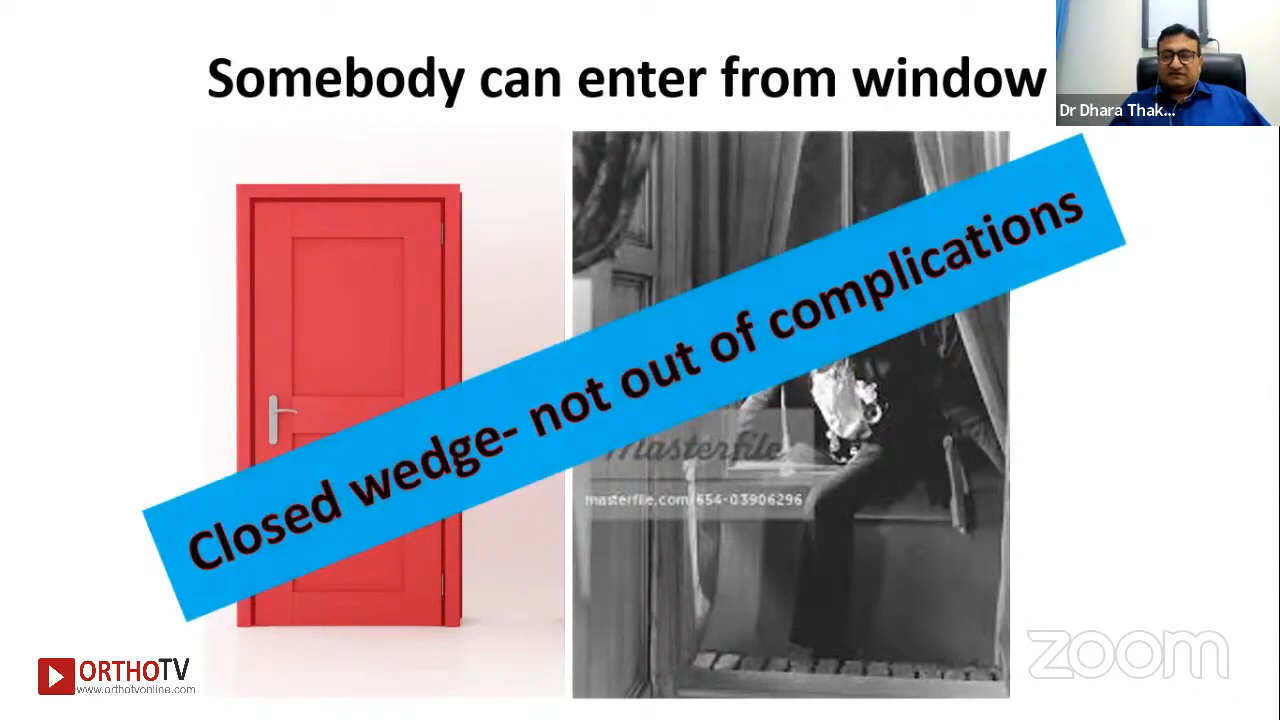 Somebody can enter from window
Dr Dhara Thak...
Closed wedge- not out of complications
Masterfile
masterfile.com/654-03906296
ORTHOTV
www.orthotvonline.com
zoom